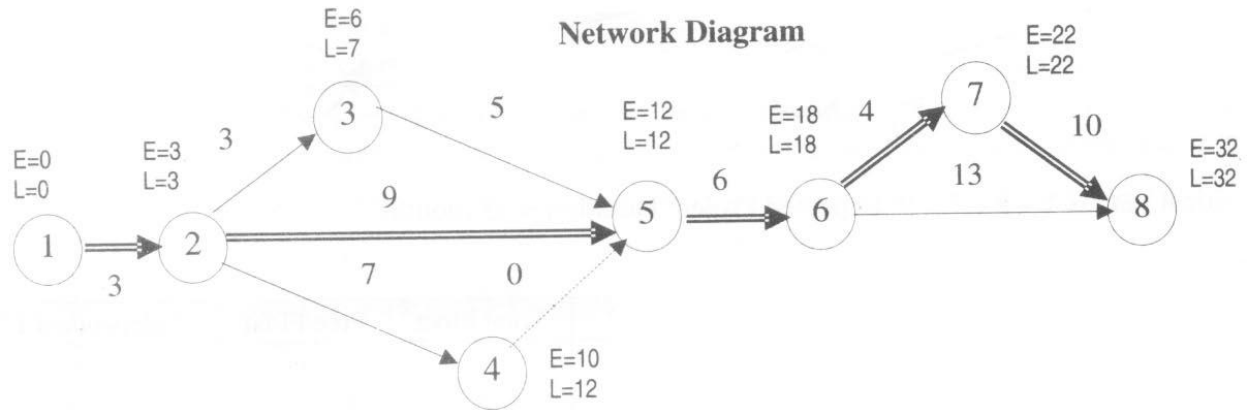 Network Diagram
E=6
L=7
E=22
L=22
3
5
7
E=12
L=12
E=18
L=18
4
10
E=0
L=0
E=3
L=3
3
9
6
13
E=32
L=32
1
2
5
6
8
3
7
0
4
E=10
L=12